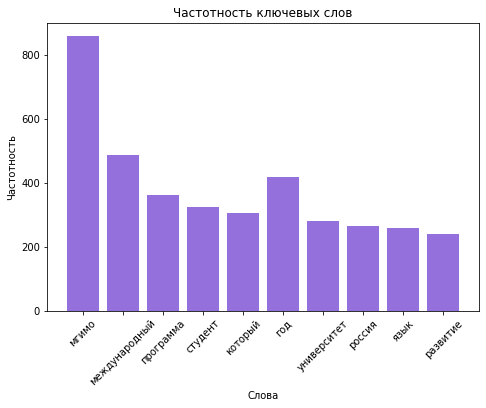 Частотность ключевых слов
Частотность
800
600
400
200
0
мгимо
международный
программа
студент
который
год
университет
россия
язык
развитие
Слова